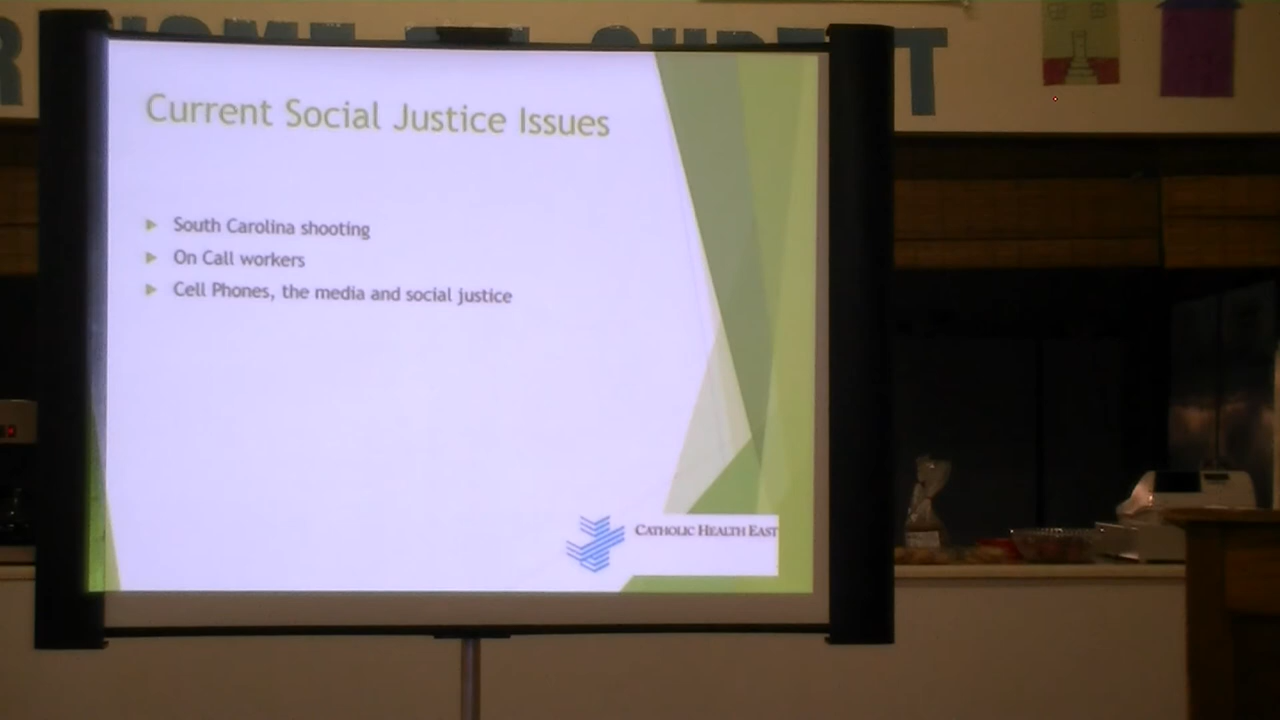 Current Social Justice Issues
South Carolina shooting
On Call workers
Cell Phones, the media and social justice
CATHOLIC HEALTH EAST